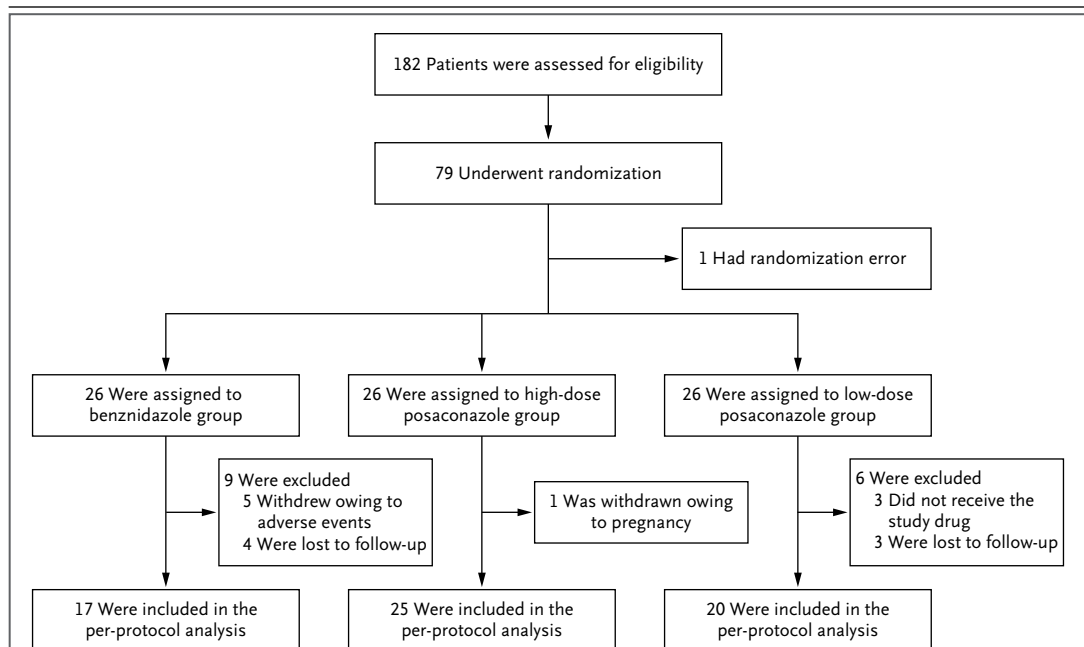 182 Patients were assessed for eligibility
79 Underwent randomization
1 Had randomization error
26 Were assigned to
benznidazole group
26 Were assigned to high-dose
posaconazole group
26 Were assigned to low-dose
posaconazole group
9 Were excluded
5 Withdrew owing to
adverse events
4 Were lost to follow-up
1 Was withdrawn owing
to pregnancy
6 Were excluded
3 Did not receive the
study drug
3 Were lost to follow-up
17 Were included in the
per-protocol analysis
25 Were included in the
per-protocol analysis
20 Were included in the
per-protocol analysis